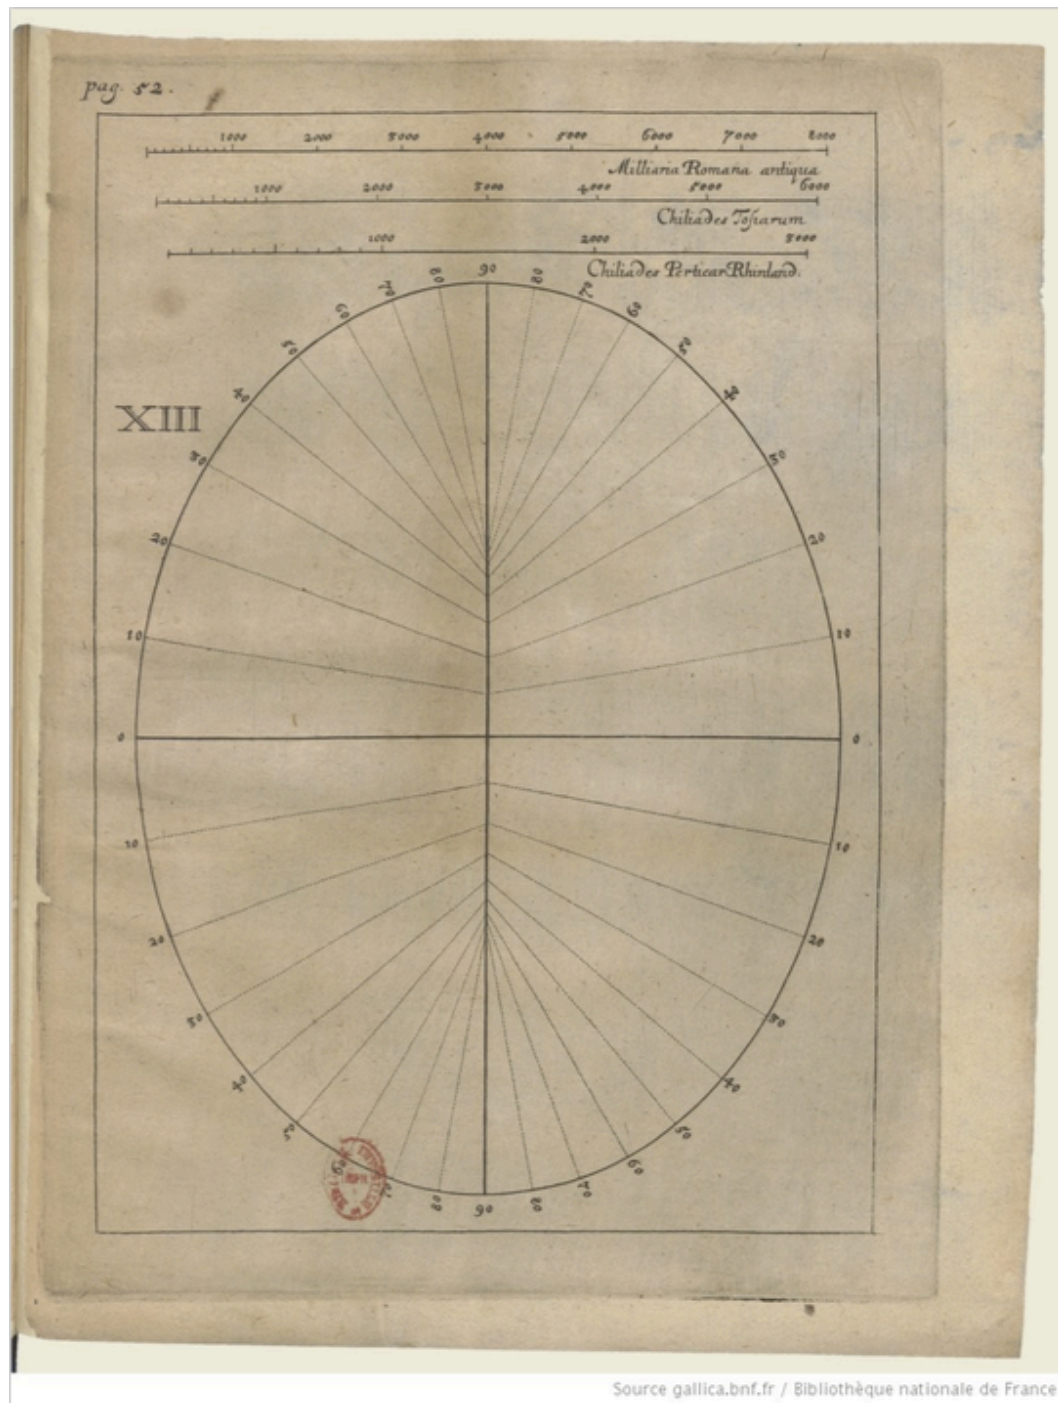 pag. 52.
1000 2000 3000 4000 5000 6000 7000 8000
Milliaria Romana antiqua
1000 2000 3000 4000 5000 6000
Chiliades Tosiarum
1000 2000 3000
Chiliades Perticar Rhinland.
80 90 80
70 70
60 60
50 50
40 40
XIII
30 30
20 20
10 10
0 0
10 10
20 20
30 30
40 40
50 50
60 60
70 70
80 90 80
Source gallica.bnf.fr / Bibliothèque nationale de France